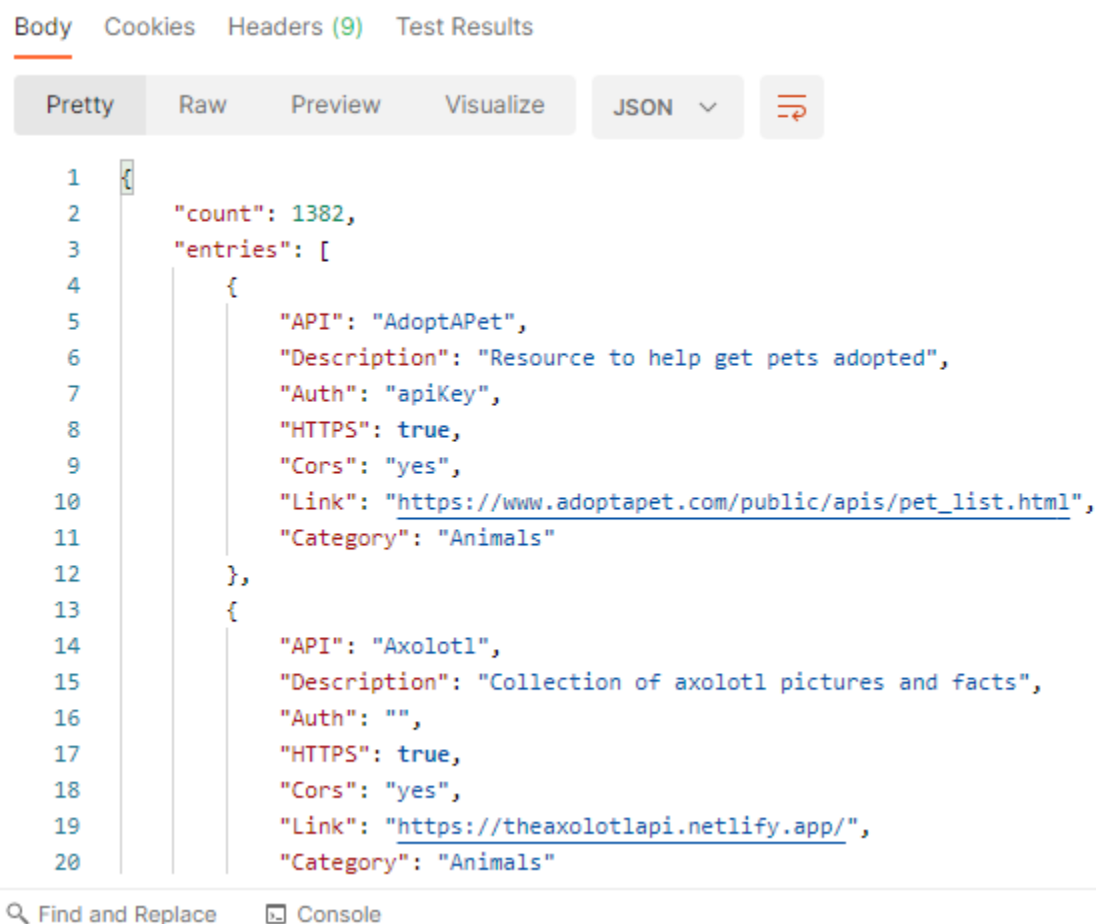 Body Cookies Headers (9) Test Results
Pretty Raw Preview Visualize JSON
1 {
2 "count": 1382,
3 "entries": [
4 {
5 "API": "AdoptAPet",
6 "Description": "Resource to help get pets adopted",
7 "Auth": "apiKey",
8 "HTTPS": true,
9 "Cors": "yes",
10 "Link": "https://www.adoptapet.com/public/apis/pet_list.html",
11 "Category": "Animals"
12 },
13 {
14 "API": "Axolotl",
15 "Description": "Collection of axolotl pictures and facts",
16 "Auth": "",
17 "HTTPS": true,
18 "Cors": "yes",
19 "Link": "https://theaxolotlapi.netlify.app/",
20 "Category": "Animals"
Find and Replace Console